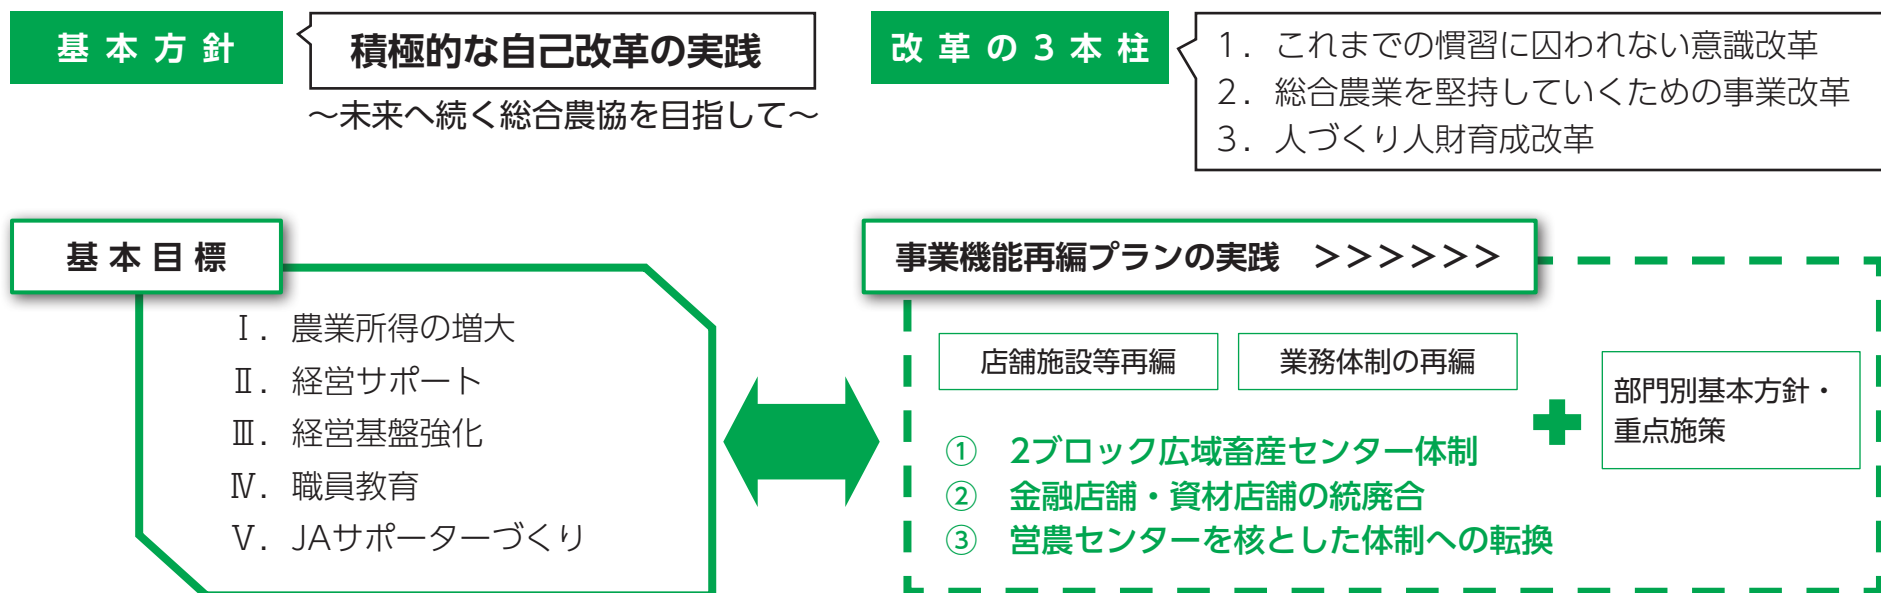 基本方針
積極的な自己改革の実践
～未来へ続く総合農協を目指して～
改革の3本柱
1．これまでの慣習に囚われない意識改革
2．総合農業を堅持していくための事業改革
3．人づくり人財育成改革
基本目標
Ⅰ．農業所得の増大
Ⅱ．経営サポート
Ⅲ．経営基盤強化
Ⅳ．職員教育
Ⅴ．JAサポーターづくり
事業機能再編プランの実践　>>>>>>
店舗施設等再編
業務体制の再編
①　2ブロック広域畜産センター体制
②　金融店舗・資材店舗の統廃合
③　営農センターを核とした体制への転換
部門別基本方針・
重点施策